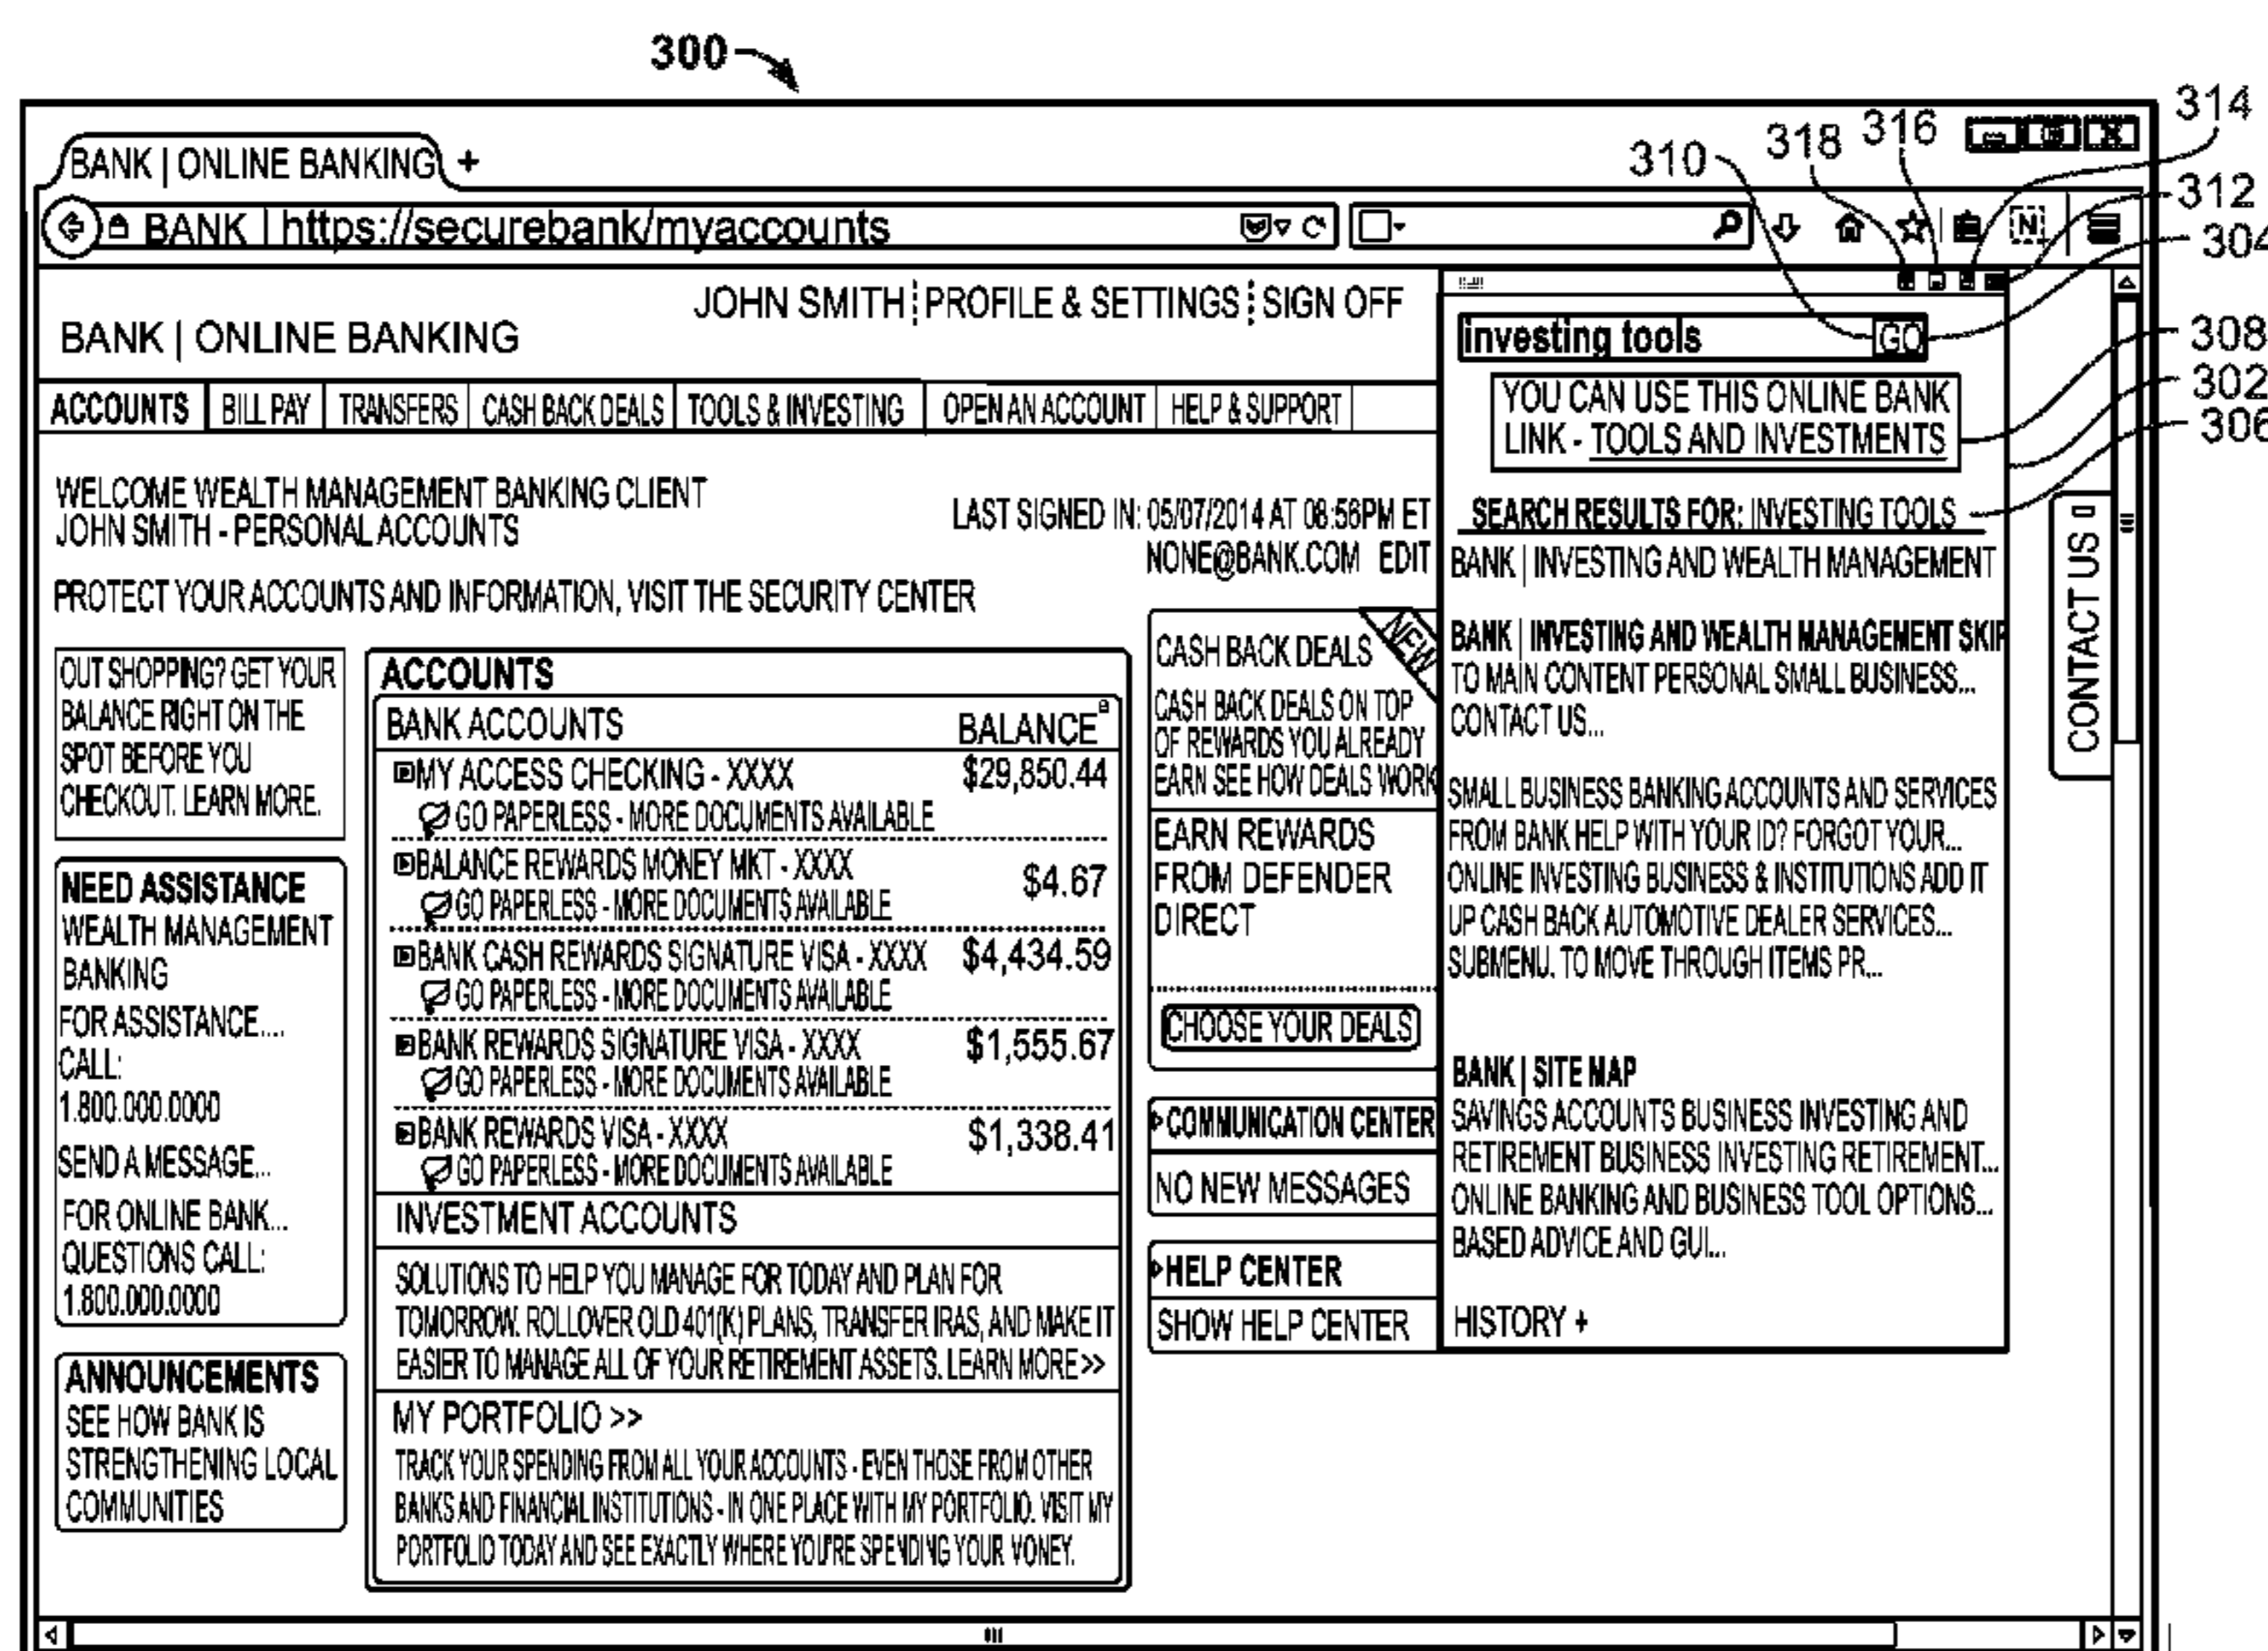 300
314
310
318
316
BANK | ONLINE BANKING +
312
BANK | https://securebank/myaccounts
N
304
JOHN SMITH PROFILE & SETTINGS SIGN OFF
BANK | ONLINE BANKING
ACCOUNTS BILL PAY TRANSFERS CASH BACK DEALS TOOLS & INVESTING OPEN AN ACCOUNT HELP & SUPPORT
WELCOME WEALTH MANAGEMENT BANKING CLIENT
JOHN SMITH - PERSONAL ACCOUNTS
LAST SIGNED IN: 05/07/2014 AT 08:56PM ET
NONE@BANK.COM EDIT
PROTECT YOUR ACCOUNTS AND INFORMATION, VISIT THE SECURITY CENTER
OUT SHOPPING? GET YOUR
BALANCE RIGHT ON THE
SPOT BEFORE YOU
CHECKOUT. LEARN MORE.
NEED ASSISTANCE
WEALTH MANAGEMENT
BANKING
FOR ASSISTANCE....
CALL:
1.800.000.0000
SEND A MESSAGE...
FOR ONLINE BANK...
QUESTIONS CALL:
1.800.000.0000
ANNOUNCEMENTS
SEE HOW BANK IS
STRENGTHENING LOCAL
COMMUNITIES
ACCOUNTS
BANK ACCOUNTS BALANCE
MY ACCESS CHECKING - XXXX $29,850.44
GO PAPERLESS - MORE DOCUMENTS AVAILABLE
BALANCE REWARDS MONEY MKT - XXXX $4.67
GO PAPERLESS - MORE DOCUMENTS AVAILABLE
BANK CASH REWARDS SIGNATURE VISA - XXXX $4,434.59
GO PAPERLESS - MORE DOCUMENTS AVAILABLE
BANK REWARDS SIGNATURE VISA - XXXX $1,555.67
GO PAPERLESS - MORE DOCUMENTS AVAILABLE
BANK REWARDS VISA - XXXX $1,338.41
GO PAPERLESS - MORE DOCUMENTS AVAILABLE
INVESTMENT ACCOUNTS
SOLUTIONS TO HELP YOU MANAGE FOR TODAY AND PLAN FOR
TOMORROW. ROLLOVER OLD 401(K) PLANS, TRANSFER IRAS, AND MAKE IT
EASIER TO MANAGE ALL OF YOUR RETIREMENT ASSETS. LEARN MORE >>
MY PORTFOLIO >>
TRACK YOUR SPENDING FROM ALL YOUR ACCOUNTS - EVEN THOSE FROM OTHER
BANKS AND FINANCIAL INSTITUTIONS - IN ONE PLACE WITH MY PORTFOLIO. VISIT MY
PORTFOLIO TODAY AND SEE EXACTLY WHERE YOU'RE SPENDING YOUR VONEY.
CASH BACK DEALS
NEW
CASH BACK DEALS ON TOP
OF REWARDS YOU ALREADY
EARN SEE HOW DEALS WORK
EARN REWARDS
FROM DEFENDER
DIRECT
CHOOSE YOUR DEALS
COMMUNICATION CENTER
NO NEW MESSAGES
HELP CENTER
SHOW HELP CENTER
investing tools GO
YOU CAN USE THIS ONLINE BANK
LINK - TOOLS AND INVESTMENTS
308
302
306
SEARCH RESULTS FOR: INVESTING TOOLS
BANK | INVESTING AND WEALTH MANAGEMENT
BANK | INVESTING AND WEALTH MANAGEMENT SKIP
TO MAIN CONTENT PERSONAL SMALL BUSINESS...
CONTACT US...
SMALL BUSINESS BANKING ACCOUNTS AND SERVICES
FROM BANK HELP WITH YOUR ID? FORGOT YOUR...
ONLINE INVESTING BUSINESS & INSTITUTIONS ADD IT
UP CASH BACK AUTOMOTIVE DEALER SERVICES...
SUBMENU. TO MOVE THROUGH ITEMS PR...
BANK | SITE MAP
SAVINGS ACCOUNTS BUSINESS INVESTING AND
RETIREMENT BUSINESS INVESTING RETIREMENT...
ONLINE BANKING AND BUSINESS TOOL OPTIONS...
BASED ADVICE AND GUI...
HISTORY +
CONTACT US